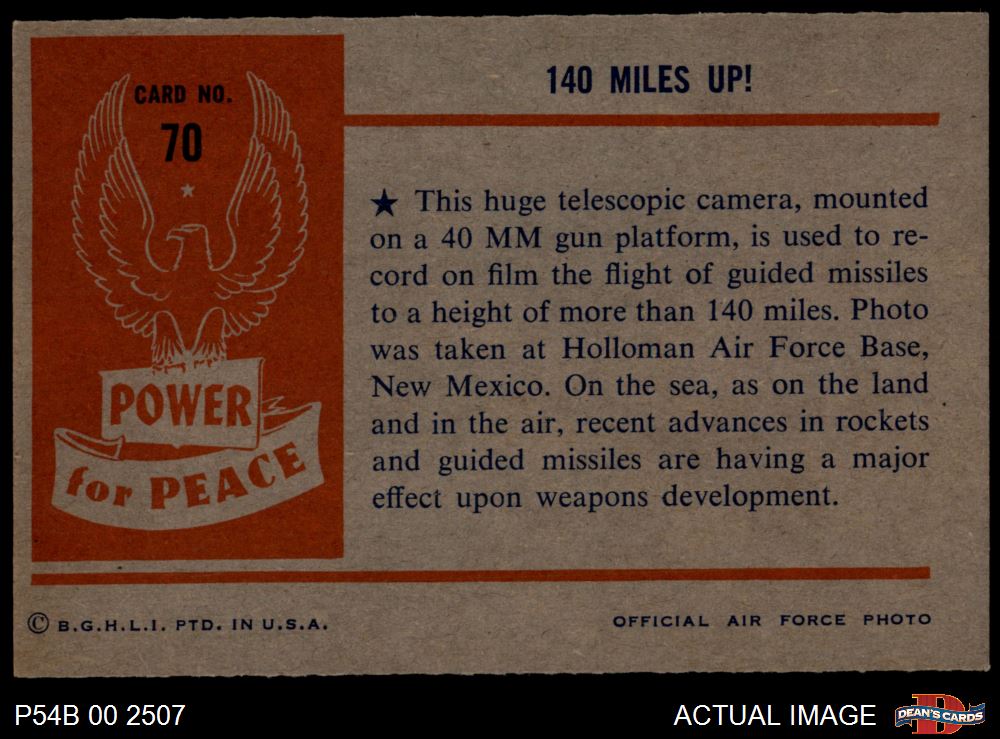 CARD NO.
70
POWER
for PEACE
140 MILES UP!
★ This huge telescopic camera, mounted
on a 40 MM gun platform, is used to re-
cord on film the flight of guided missiles
to a height of more than 140 miles. Photo
was taken at Holloman Air Force Base,
New Mexico. On the sea, as on the land
and in the air, recent advances in rockets
and guided missiles are having a major
effect upon weapons development.
© B.G.H.L.I. PTD. IN U.S.A.
OFFICIAL AIR FORCE PHOTO
P54B 00 2507
ACTUAL IMAGE
D
DEAN'S CARDS